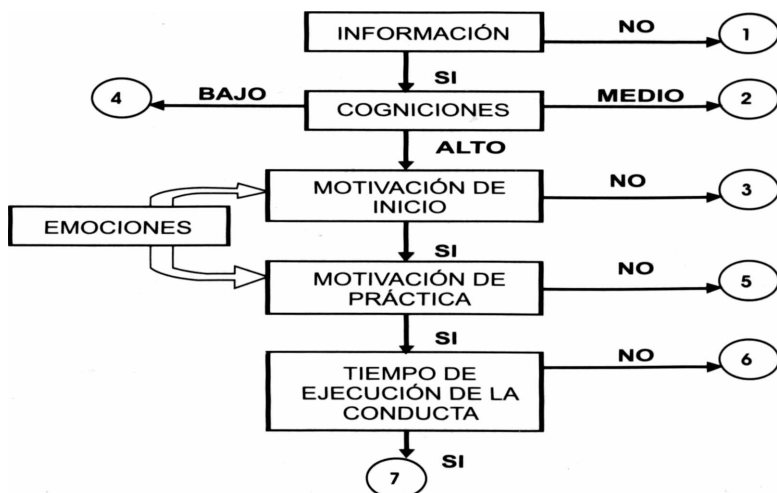 INFORMACIÓN
NO
1
SI
4
BAJO
COGNICIONES
MEDIO
2
ALTO
MOTIVACIÓN DE
INICIO
NO
3
EMOCIONES
SI
MOTIVACIÓN DE
PRÁCTICA
NO
5
SI
TIEMPO DE
EJECUCIÓN DE LA
CONDUCTA
NO
6
SI
7